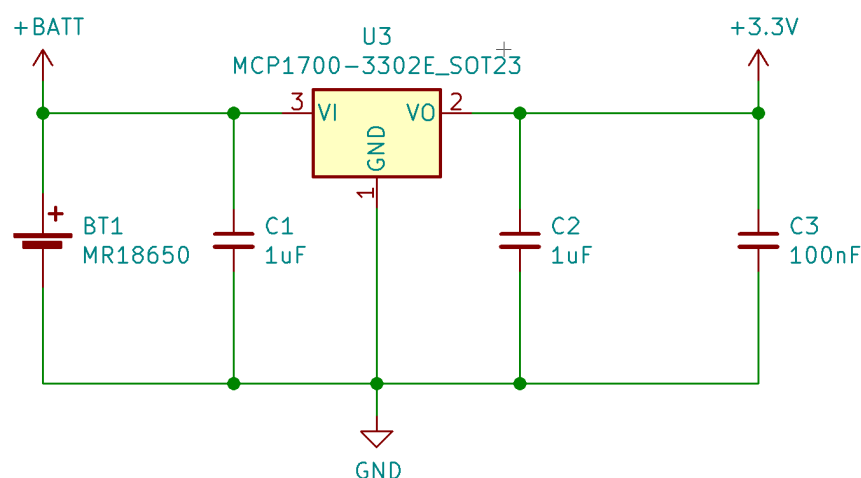 +BATT
U3
MCP1700-3302E_SOT23
+3.3V
3 VI
VO 2
GND
1
+
BT1
MR18650
C1
1uF
C2
1uF
C3
100nF
GND